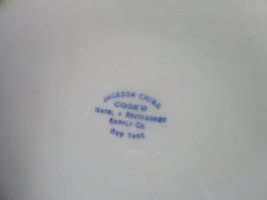 JACKSON CHINA
COOK'S
HOTEL & RESTAURANT
SUPPLY CO.
NEW YORK